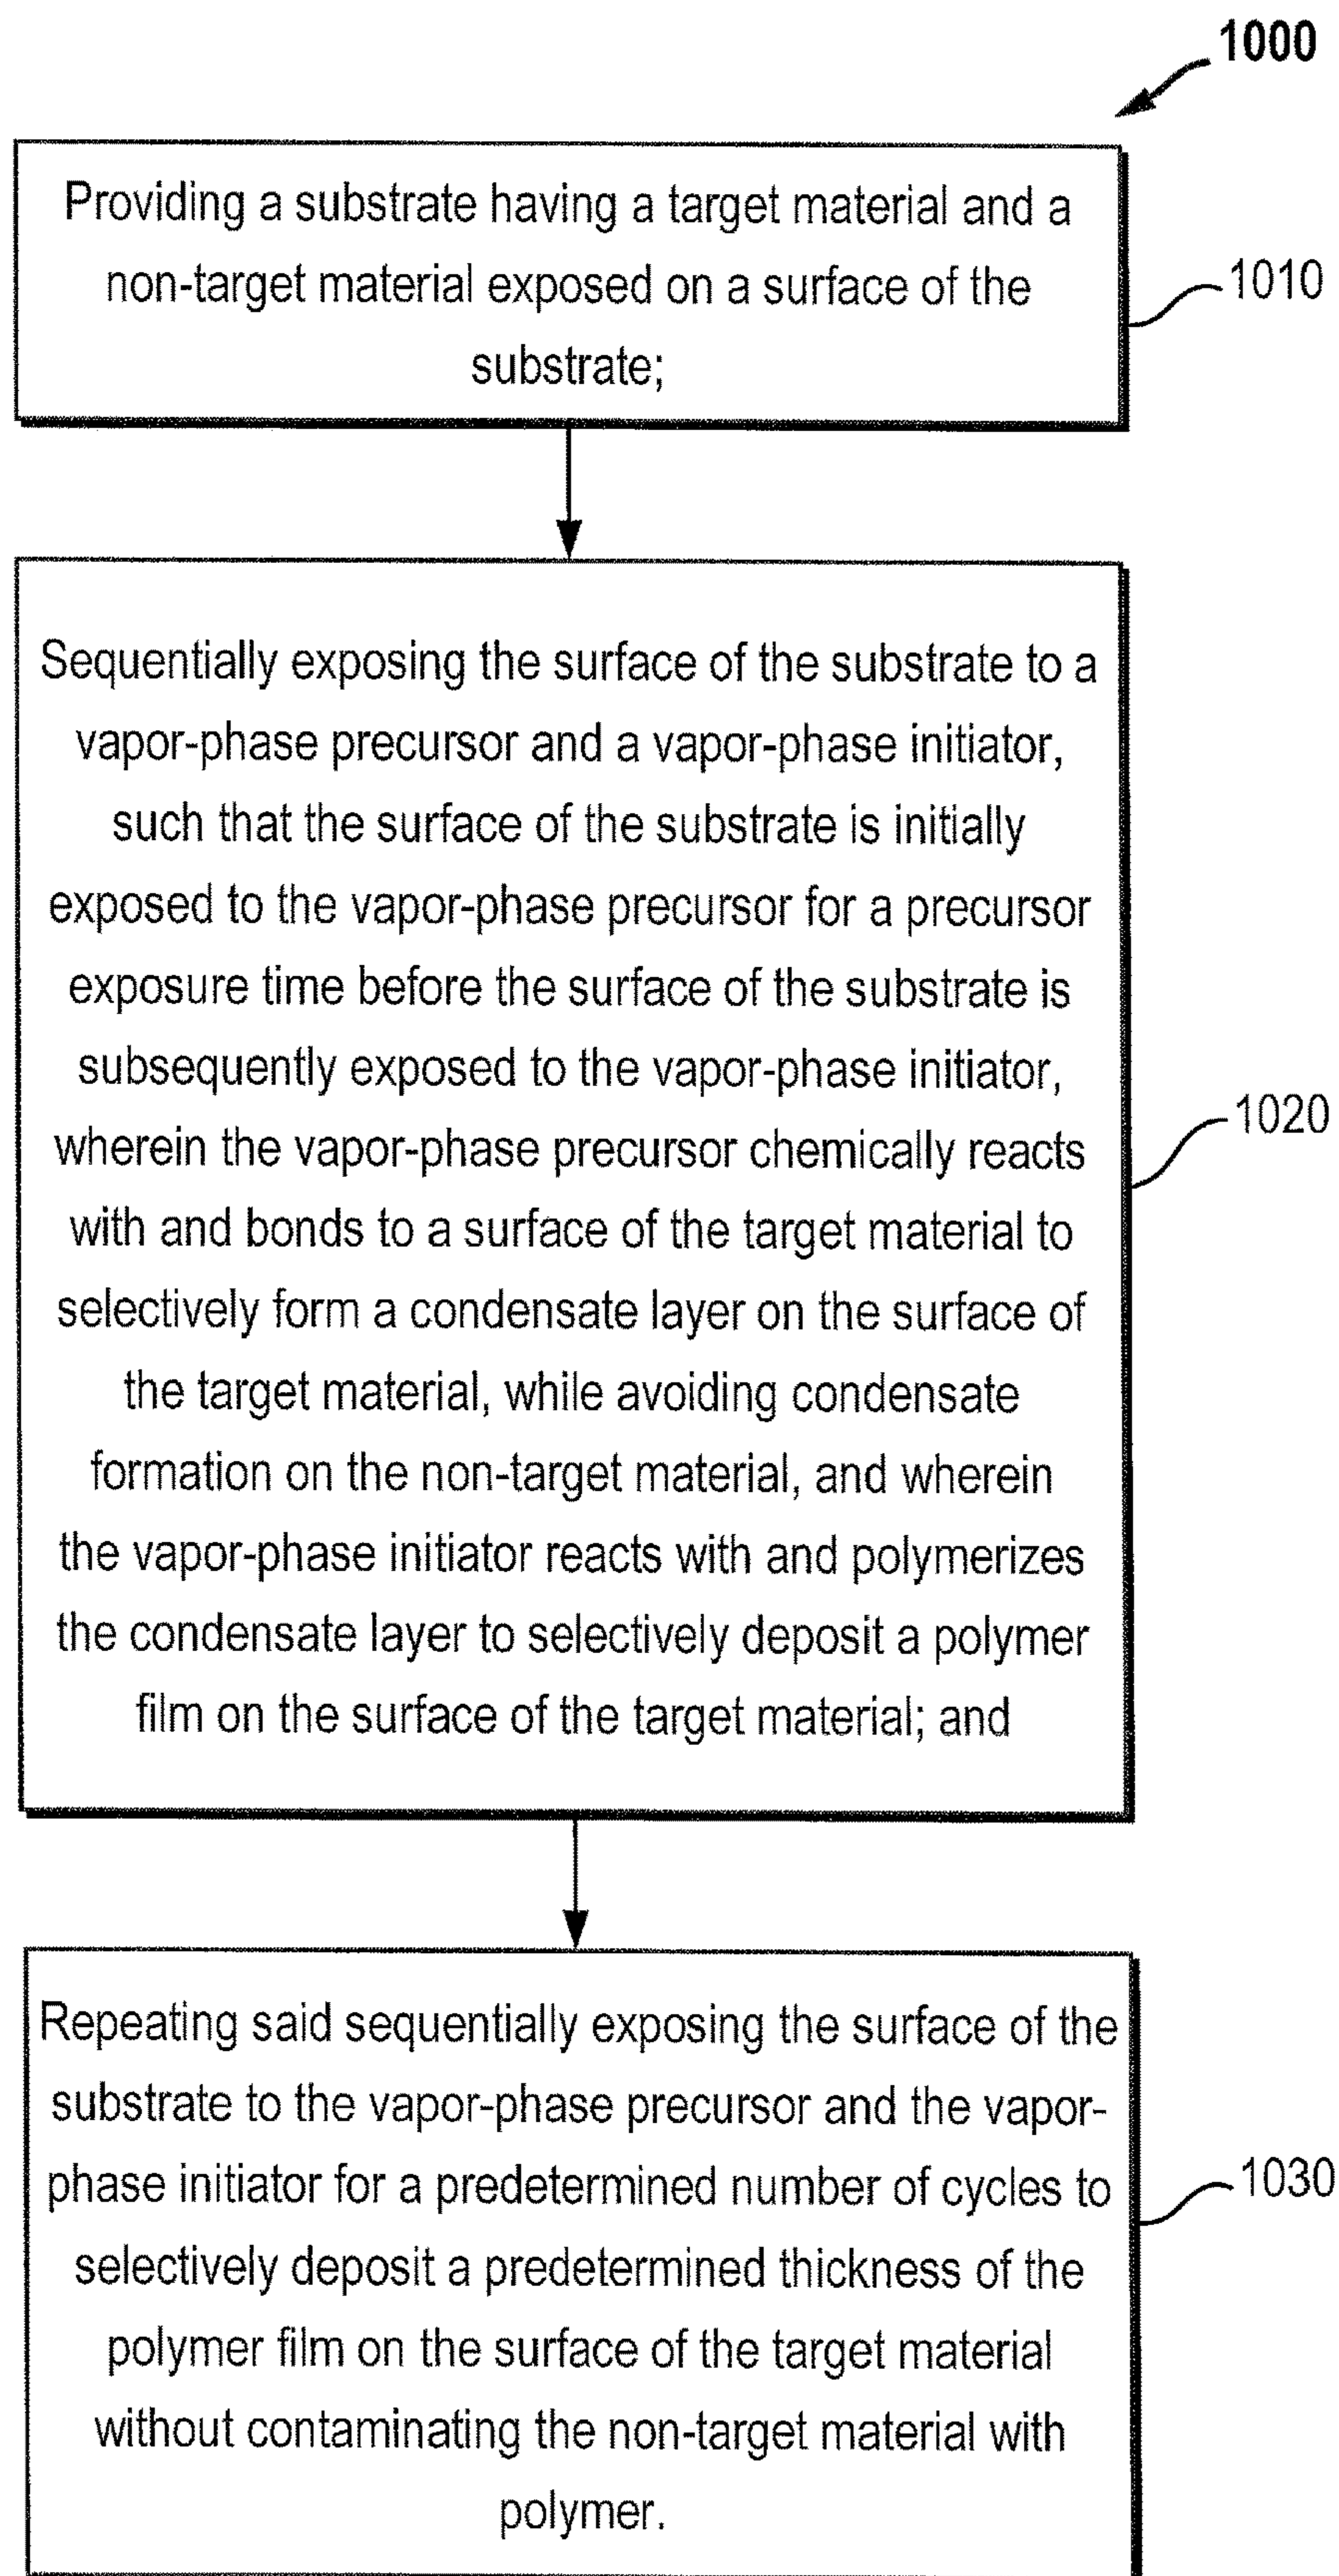 1000
Providing a substrate having a target material and a
non-target material exposed on a surface of the
substrate;
1010
Sequentially exposing the surface of the substrate to a
vapor-phase precursor and a vapor-phase initiator,
such that the surface of the substrate is initially
exposed to the vapor-phase precursor for a precursor
exposure time before the surface of the substrate is
subsequently exposed to the vapor-phase initiator,
wherein the vapor-phase precursor chemically reacts
with and bonds to a surface of the target material to
selectively form a condensate layer on the surface of
the target material, while avoiding condensate
formation on the non-target material, and wherein
the vapor-phase initiator reacts with and polymerizes
the condensate layer to selectively deposit a polymer
film on the surface of the target material; and
1020
Repeating said sequentially exposing the surface of the
substrate to the vapor-phase precursor and the vapor-
phase initiator for a predetermined number of cycles to
selectively deposit a predetermined thickness of the
polymer film on the surface of the target material
without contaminating the non-target material with
polymer.
1030